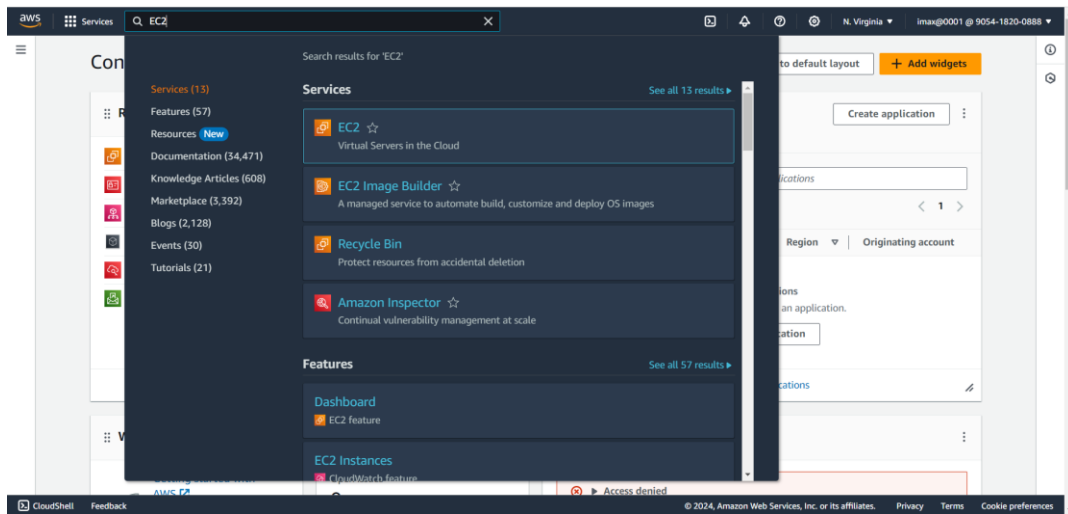 aws
Services
EC2
N. Virginia
imax@0001 @ 9054-1820-0888
Con
to default layout
+ Add widgets
Search results for 'EC2'
Services (13)
Features (57)
Resources New
Documentation (34,471)
Knowledge Articles (608)
Marketplace (3,392)
Blogs (2,128)
Events (30)
Tutorials (21)
Services
See all 13 results
EC2
Virtual Servers in the Cloud
EC2 Image Builder
A managed service to automate build, customize and deploy OS images
Recycle Bin
Protect resources from accidental deletion
Amazon Inspector
Continual vulnerability management at scale
Features
See all 57 results
Dashboard
EC2 feature
EC2 Instances
CloudWatch feature
R
Create application
lications
1
Region
Originating account
ions
an application.
cation
cations
W
AWS
Access denied
CloudShell
Feedback
© 2024, Amazon Web Services, Inc. or its affiliates.
Privacy
Terms
Cookie preferences